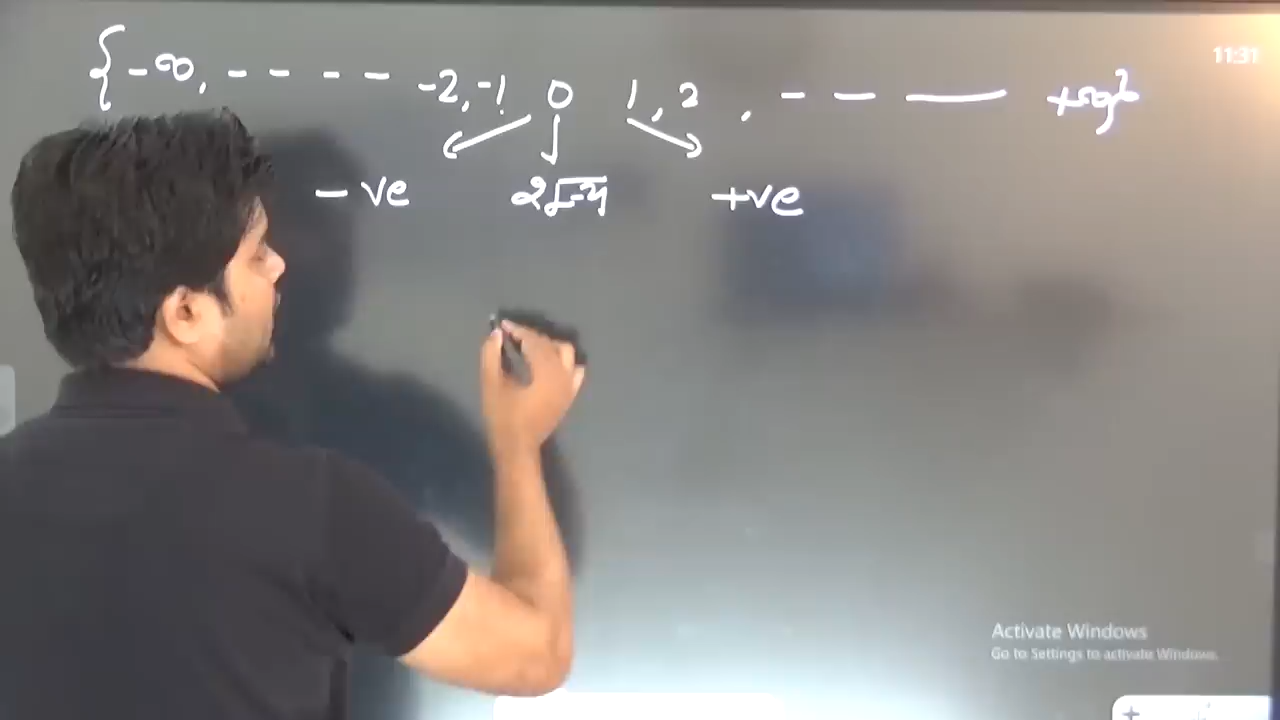 {-∞, - - - - -2, -1 0 1, 2, - - — +∞}
-ve शून्य +ve
11:31
Activate Windows
Go to Settings to activate Windows.